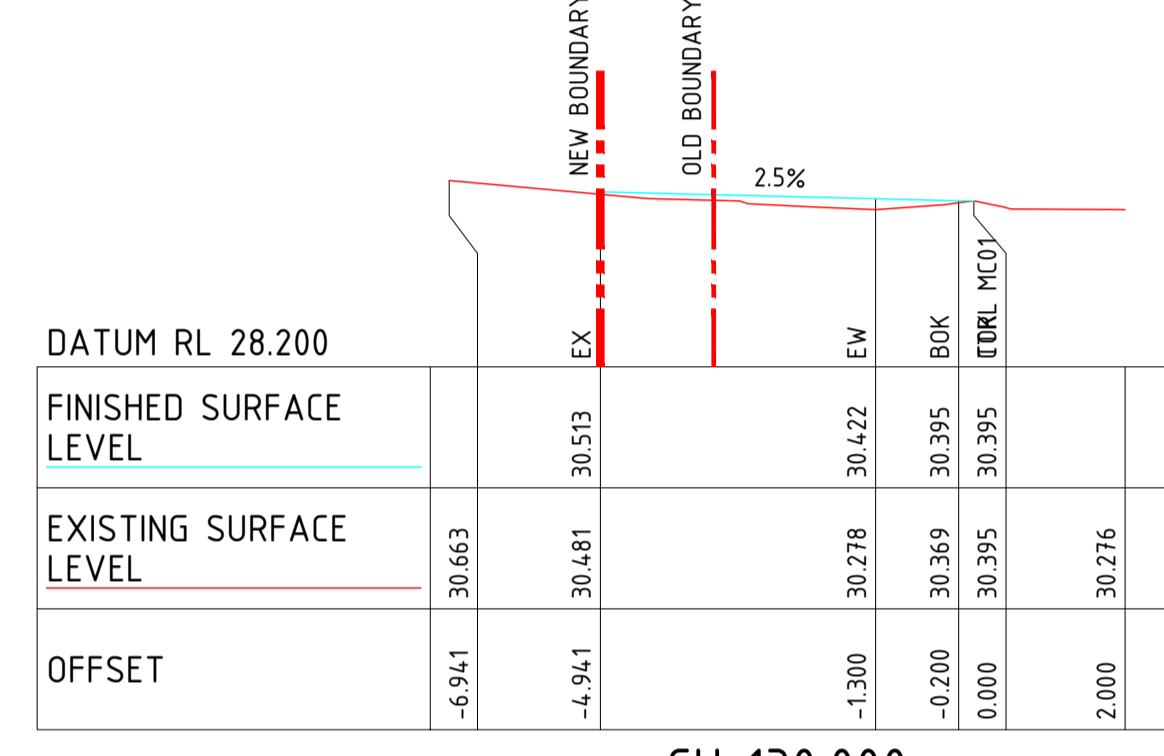 NEW BOUNDARY
OLD BOUNDARY
2.5%
DATUM RL 28.200
EX
EW
BOK
MC01
FINISHED SURFACE
LEVEL
30.513
30.422
30.395
30.395
EXISTING SURFACE
LEVEL
30.663
30.481
30.278
30.369
30.395
30.276
OFFSET
-6.941
-4.941
-1.300
-0.200
0.000
2.000